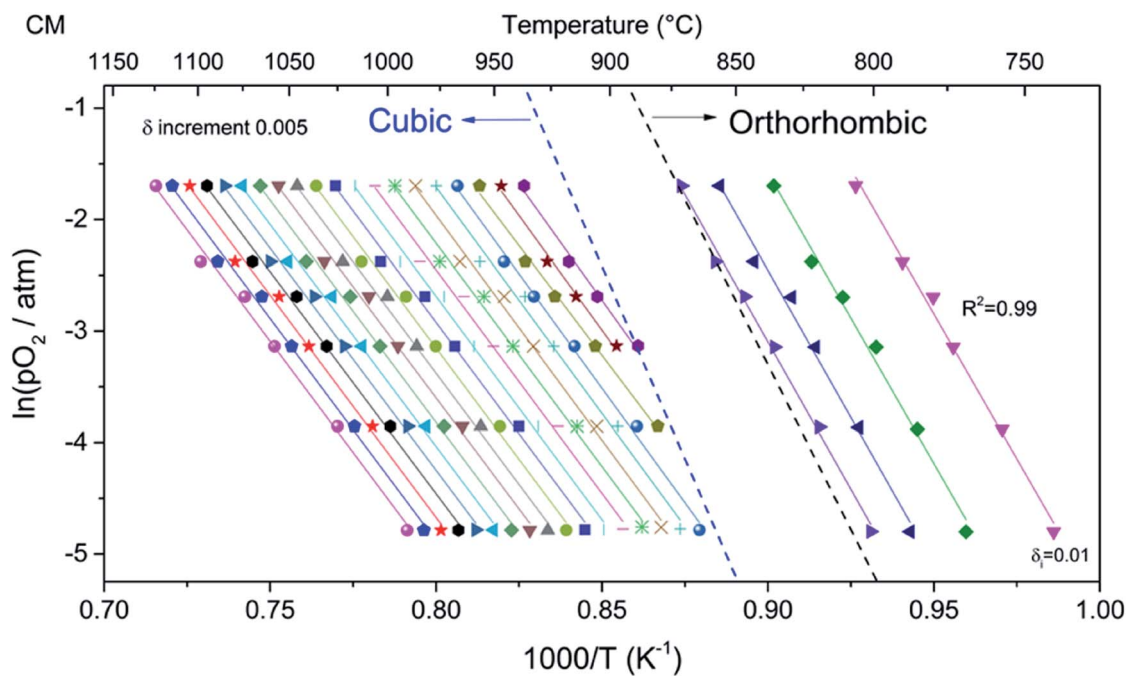 CM
Temperature (°C)
1150 1100 1050 1000 950 900 850 800 750
-1
δ increment 0.005
Cubic
Orthorhombic
-2
R²=0.99
-3
ln(pO₂ / atm)
-4
-5
δᵢ=0.01
0.70 0.75 0.80 0.85 0.90 0.95 1.00
1000/T (K⁻¹)